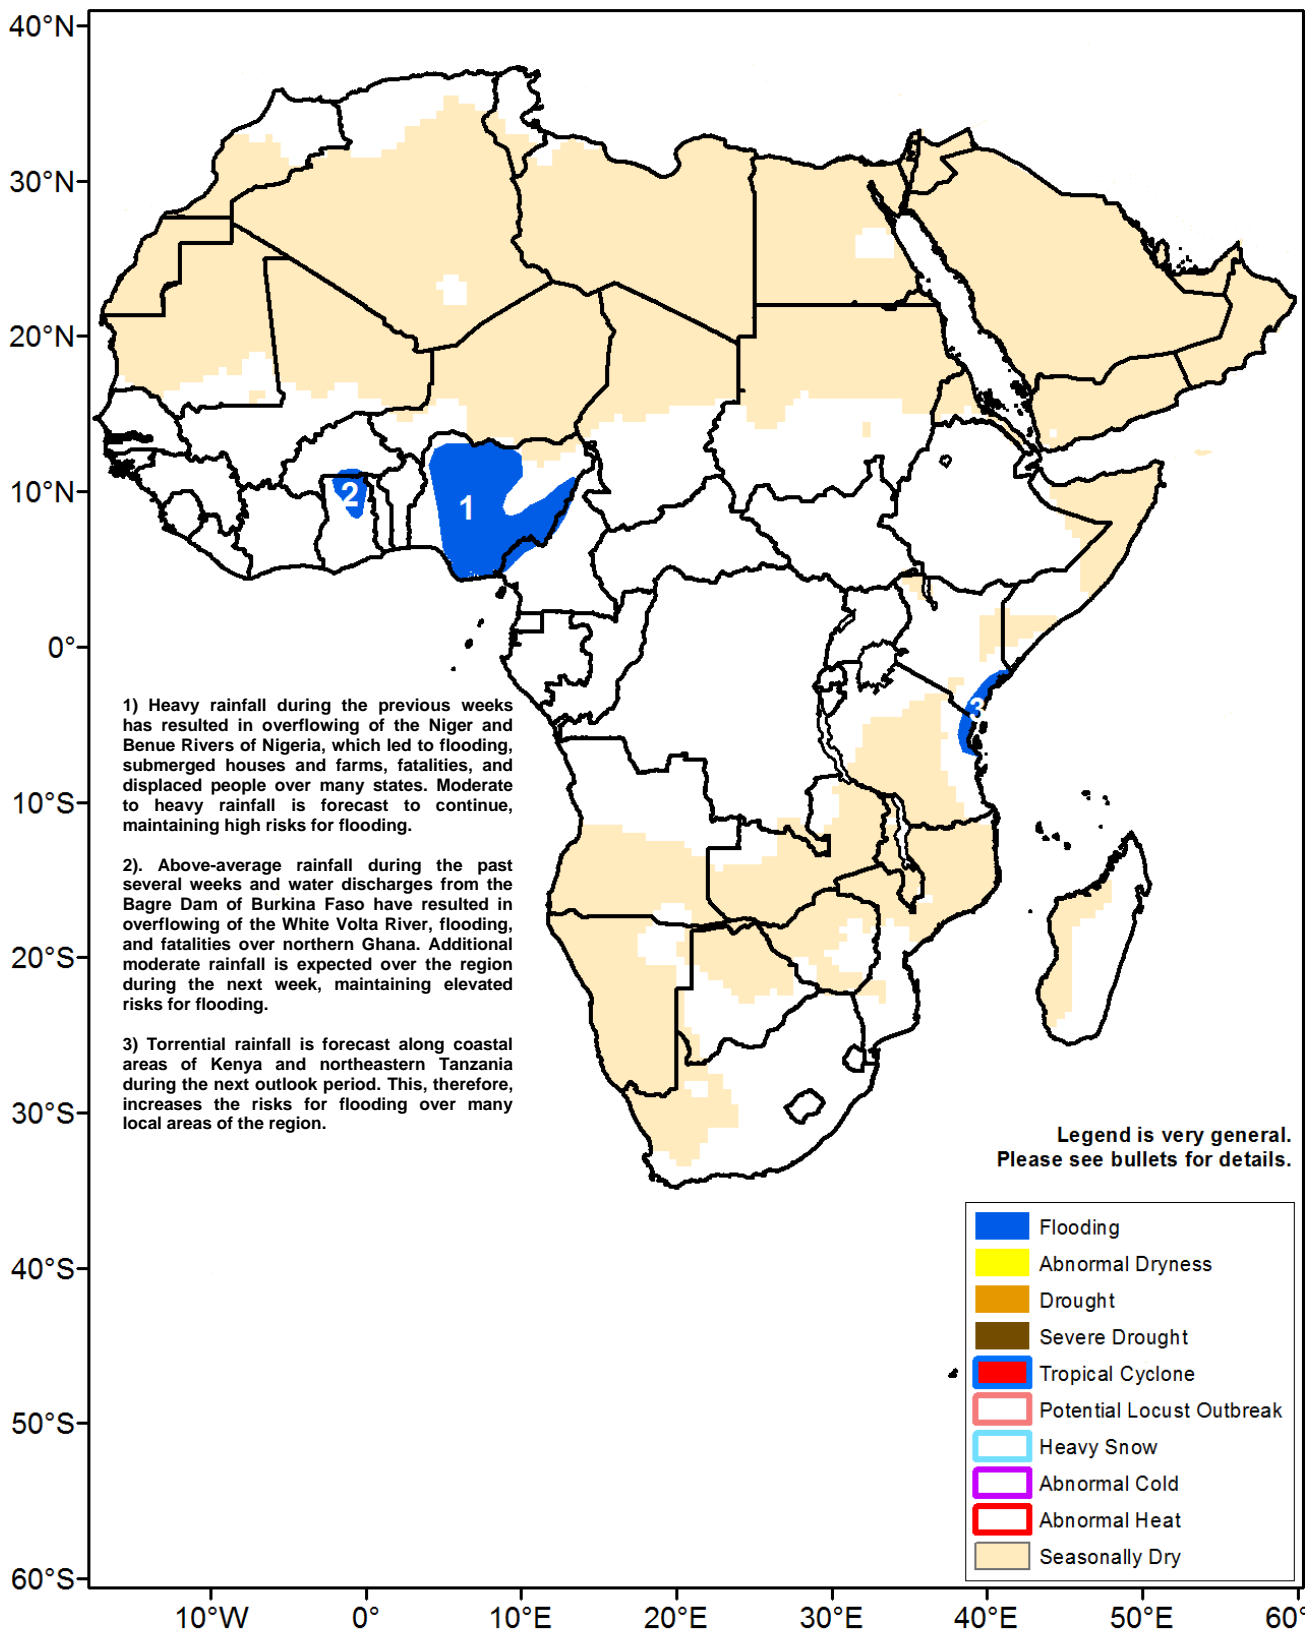 40°N
30°N
20°N
10°N
0°
10°S
20°S
30°S
40°S
50°S
60°S
1
2
3
1) Heavy rainfall during the previous weeks
has resulted in overflowing of the Niger and
Benue Rivers of Nigeria, which led to flooding,
submerged houses and farms, fatalities, and
displaced people over many states. Moderate
to heavy rainfall is forecast to continue,
maintaining high risks for flooding.
2). Above-average rainfall during the past
several weeks and water discharges from the
Bagre Dam of Burkina Faso have resulted in
overflowing of the White Volta River, flooding,
and fatalities over northern Ghana. Additional
moderate rainfall is expected over the region
during the next week, maintaining elevated
risks for flooding.
3) Torrential rainfall is forecast along coastal
areas of Kenya and northeastern Tanzania
during the next outlook period. This, therefore,
increases the risks for flooding over many
local areas of the region.
Legend is very general.
Please see bullets for details.
Flooding
Abnormal Dryness
Drought
Severe Drought
Tropical Cyclone
Potential Locust Outbreak
Heavy Snow
Abnormal Cold
Abnormal Heat
Seasonally Dry
10°W
0°
10°E
20°E
30°E
40°E
50°E
60°